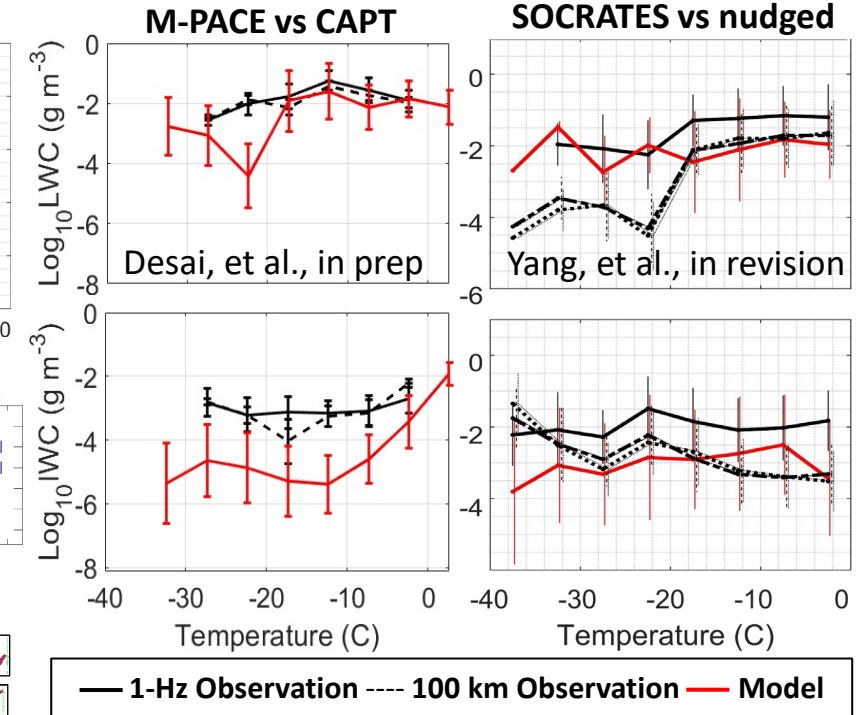 M-PACE vs CAPT
SOCRATES vs nudged
Log10LWC (g m-3)
0
-2
-4
-6
-8
Desai, et al., in prep
0
-2
-4
-6
Yang, et al., in revision
0
Log10IWC (g m-3)
0
-2
-4
-6
-8
0
-2
-4
-40 -30 -20 -10 0
Temperature (C)
-40 -30 -20 -10 0
Temperature (C)
1-Hz Observation ---- 100 km Observation Model